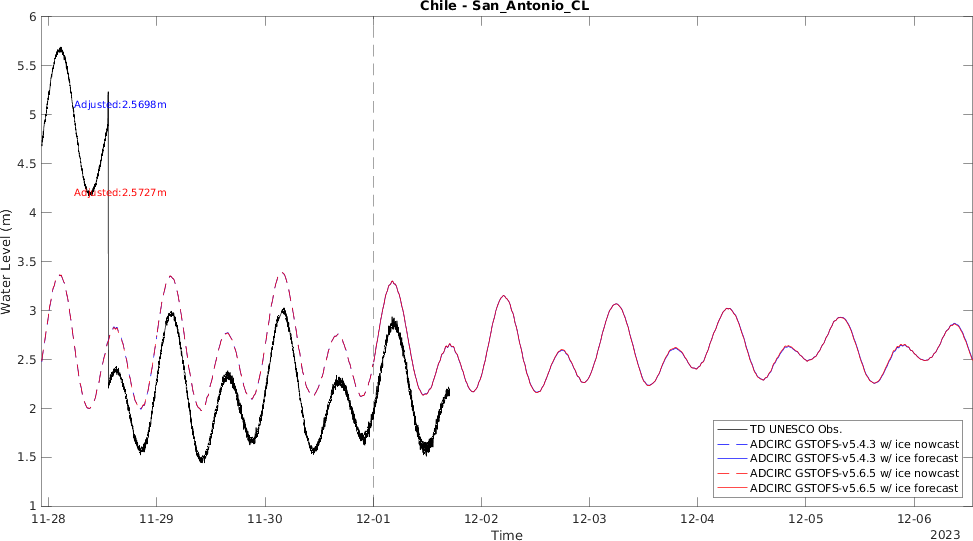 Chile - San_Antonio_CL
6
5.5
5
4.5
4
3.5
3
2.5
2
1.5
1
Water Level (m)
Adjusted:2.5698m
Adjusted:2.5727m
TD UNESCO Obs.
ADCIRC GSTOFS-v5.4.3 w/ ice nowcast
ADCIRC GSTOFS-v5.4.3 w/ ice forecast
ADCIRC GSTOFS-v5.6.5 w/ ice nowcast
ADCIRC GSTOFS-v5.6.5 w/ ice forecast
11-28 11-29 11-30 12-01 12-02 12-03 12-04 12-05 12-06
Time
2023